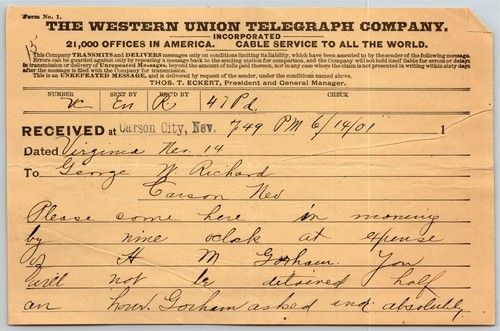 Form No. 1.
15
THE WESTERN UNION TELEGRAPH COMPANY.
INCORPORATED
21,000 OFFICES IN AMERICA. CABLE SERVICE TO ALL THE WORLD.
This Company TRANSMITS and DELIVERS messages only on conditions limiting its liability, which have been assented to by the sender of the following message.
Errors can be guarded against only by repeating a message back to the sending station for comparison, and the Company will not hold itself liable for errors or delays
in transmission or delivery of Unrepeated Messages, beyond the amount of tolls paid thereon, nor in any case where the claim is not presented in writing within sixty days
after the message is filed with the Company for transmission.
This is an UNREPEATED MESSAGE, and is delivered by request of the sender, under the conditions named above.
THOS. T. ECKERT, President and General Manager.
NUMBER SENT BY REC'D BY CHECK
En R 41 Pd.
RECEIVED at Carson City, Nev. 749 PM 6/14/01 1
Dated Virginia Nev. 14
To George W. Richard
Carson Nev
Please come here in morning
by nine oclok at expense
of H M Gorham. You
will not be detained half
an hour. Gorham asked and absolutely